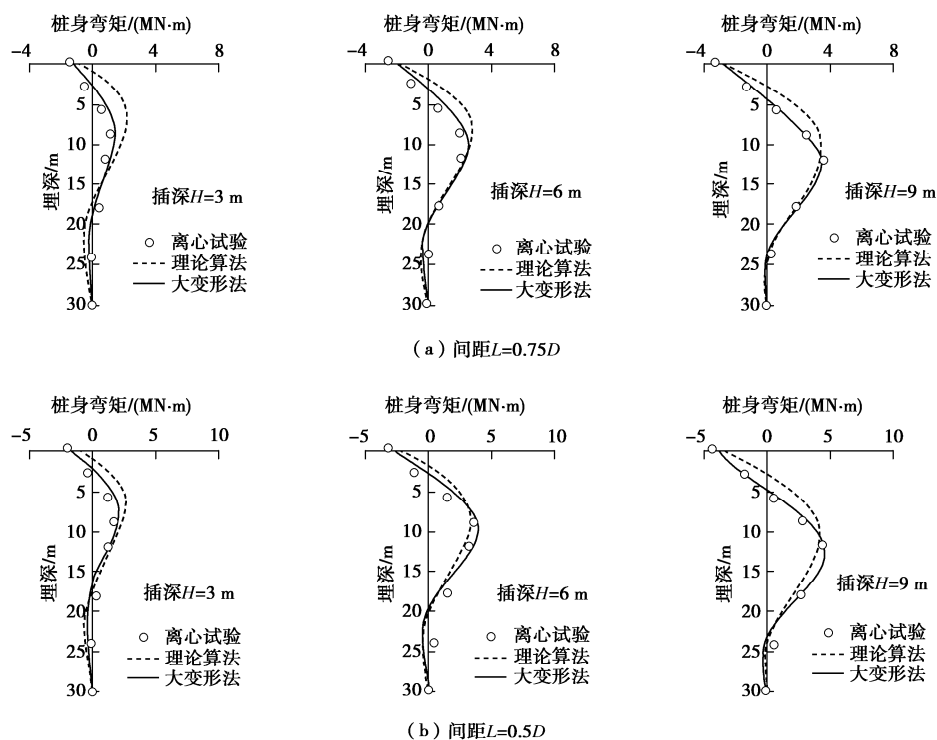 桩身弯矩/(MN·m) 桩身弯矩/(MN·m) 桩身弯矩/(MN·m)
-4 0 4 8 -4 0 4 8 -4 0 4 8
5 5 5
10 10 10
15 15 15
20 20 20
25 25 25
30 30 30
埋深/m 埋深/m 埋深/m
插深H=3 m 插深H=6 m 插深H=9 m
离心试验 离心试验 离心试验
理论算法 理论算法 理论算法
大变形法 大变形法 大变形法
(a)间距L=0.75D
桩身弯矩/(MN·m) 桩身弯矩/(MN·m) 桩身弯矩/(MN·m)
-5 0 5 10 -5 0 5 10 -5 0 5 10
5 5 5
10 10 10
15 15 15
20 20 20
25 25 25
30 30 30
埋深/m 埋深/m 埋深/m
插深H=3 m 插深H=6 m 插深H=9 m
离心试验 离心试验 离心试验
理论算法 理论算法 理论算法
大变形法 大变形法 大变形法
(b)间距L=0.5D